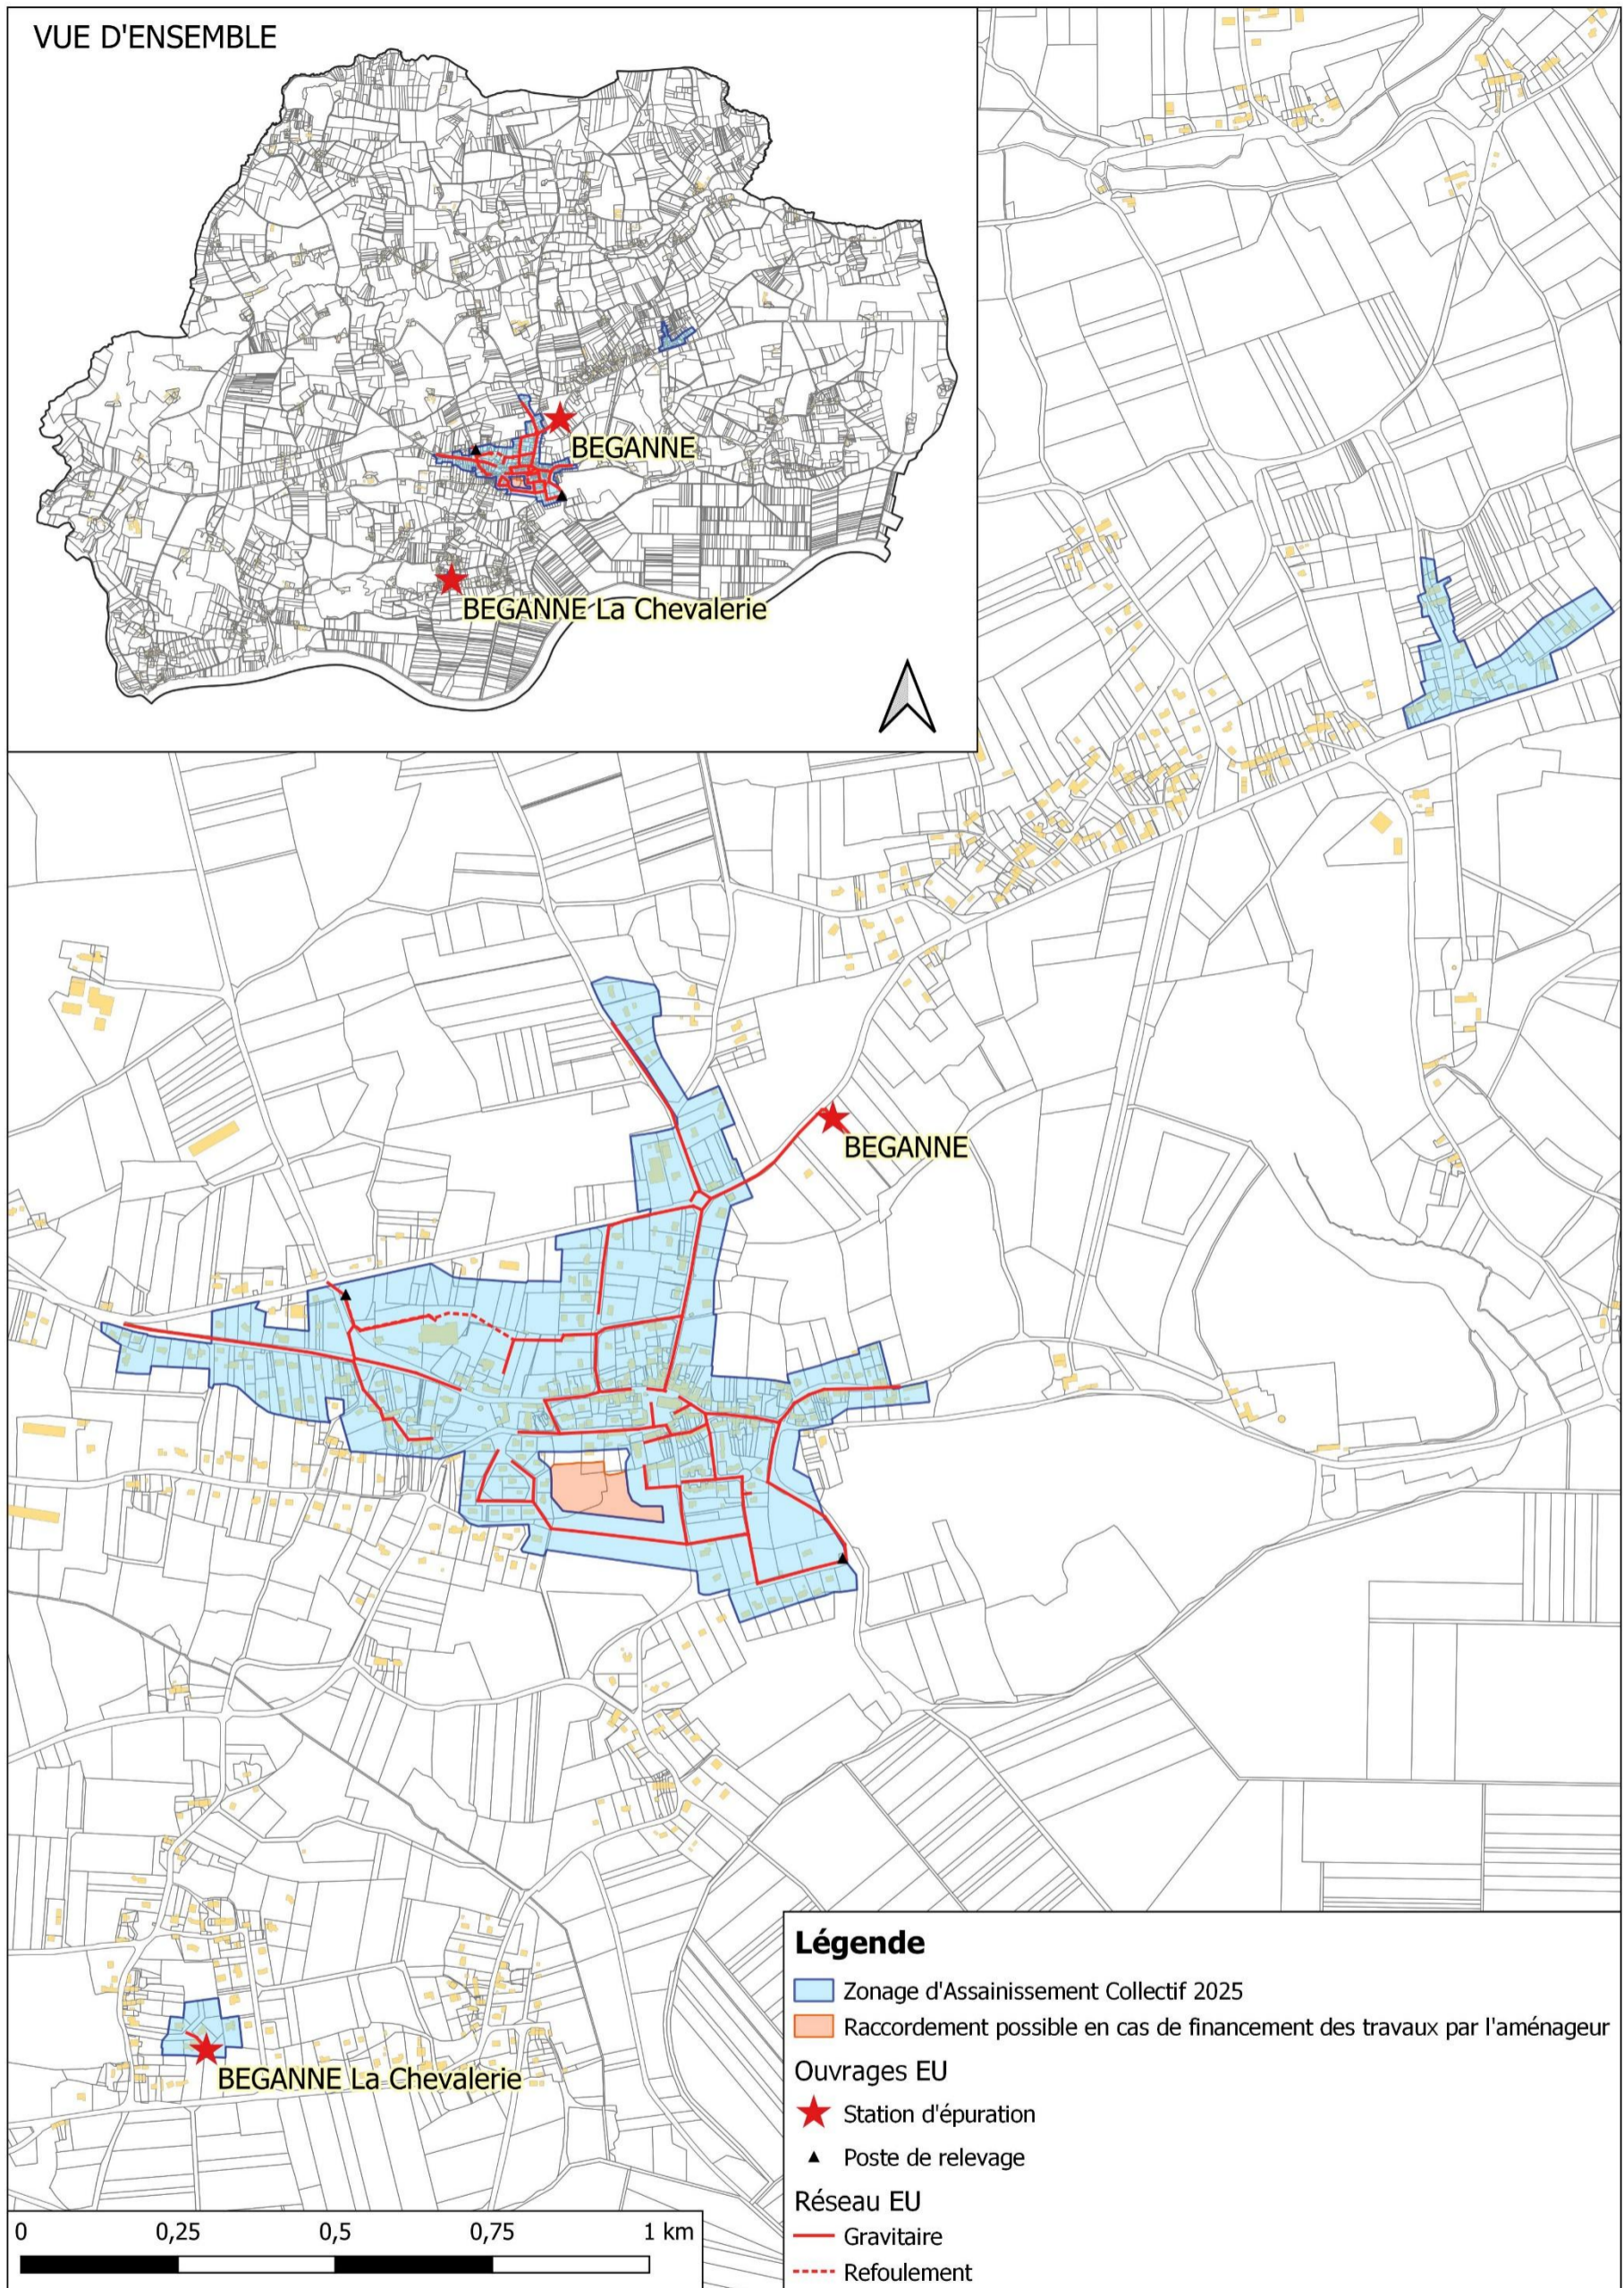 VUE D'ENSEMBLE
BEGANNE
BEGANNE La Chevalerie
BEGANNE
BEGANNE La Chevalerie
Légende
Zonage d'Assainissement Collectif 2025
Raccordement possible en cas de financement des travaux par l'aménageur
Ouvrages EU
Station d'épuration
Poste de relevage
Réseau EU
Gravitaire
Refoulement
0 0,25 0,5 0,75 1 km